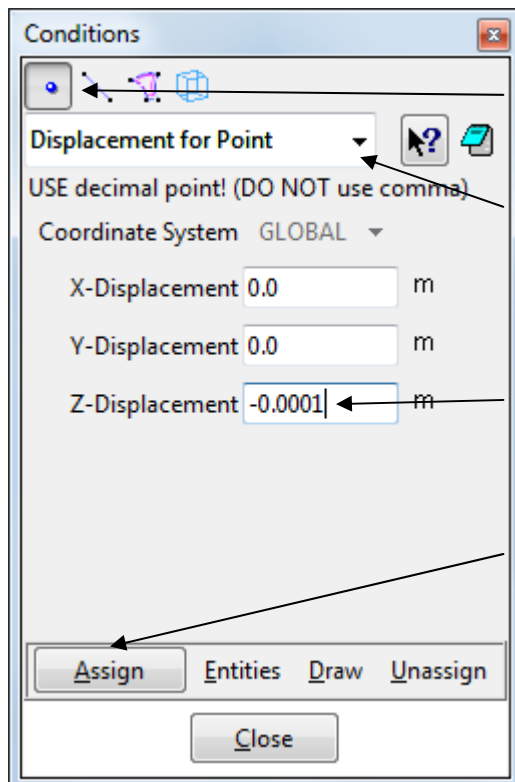 Conditions
Displacement for Point
USE decimal point! (DO NOT use comma)
Coordinate System GLOBAL
X-Displacement 0.0 m
Y-Displacement 0.0 m
Z-Displacement -0.0001 m
Assign Entities Draw Unassign
Close